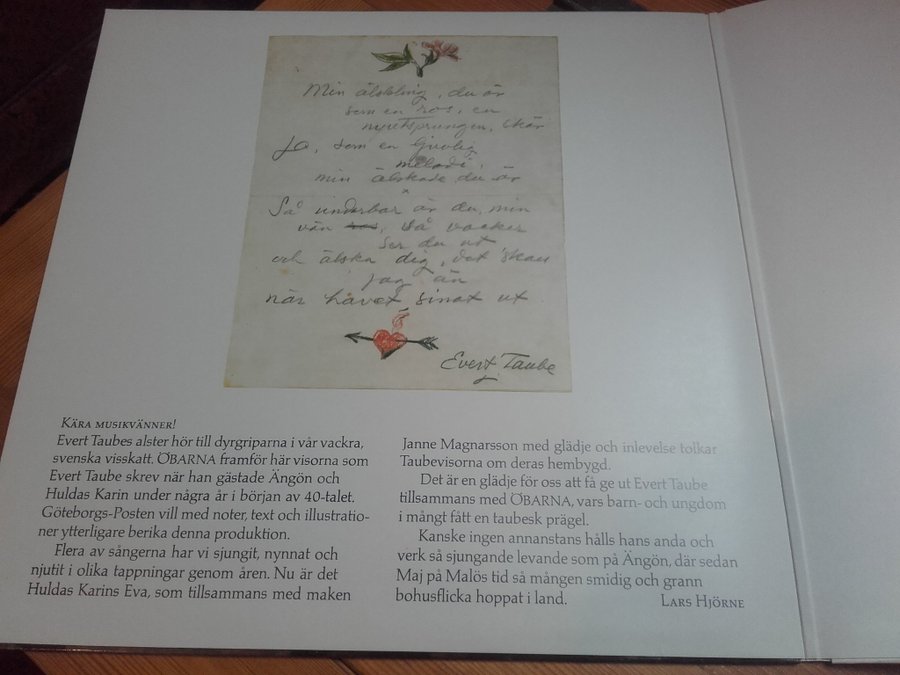 Min älskling, du är
som en ros, en
nyutsprungen, skär
Jo, som en ljuvlig
melodi,
min älskade du är
Så underbar är du, min
vän ros, så vacker
ser du ut
och älska dig, det skall
jag än
när havet sinat ut
Evert Taube
KÄRA MUSIKVÄNNER!
Evert Taubes alster hör till dyrgriparna i vår vackra,
svenska visskatt. ÖBARNA framför här visorna som
Evert Taube skrev när han gästade Ängön och
Huldas Karin under några år i början av 40-talet.
Göteborgs-Posten vill med noter, text och illustratio-
ner ytterligare berika denna produktion.
Flera av sångerna har vi sjungit, nynnat och
njutit i olika tappningar genom åren. Nu är det
Huldas Karins Eva, som tillsammans med maken
Janne Magnarsson med glädje och inlevelse tolkar
Taubevisorna om deras hembygd.
Det är en glädje för oss att få ge ut Evert Taube
tillsammans med ÖBARNA, vars barn- och ungdom
i mångt fått en taubesk prägel.
Kanske ingen annanstans hålls hans anda och
verk så sjungande levande som på Ängön, där sedan
Maj på Malös tid så mången smidig och grann
bohusflicka hoppat i land.
LARS HJÖRNE